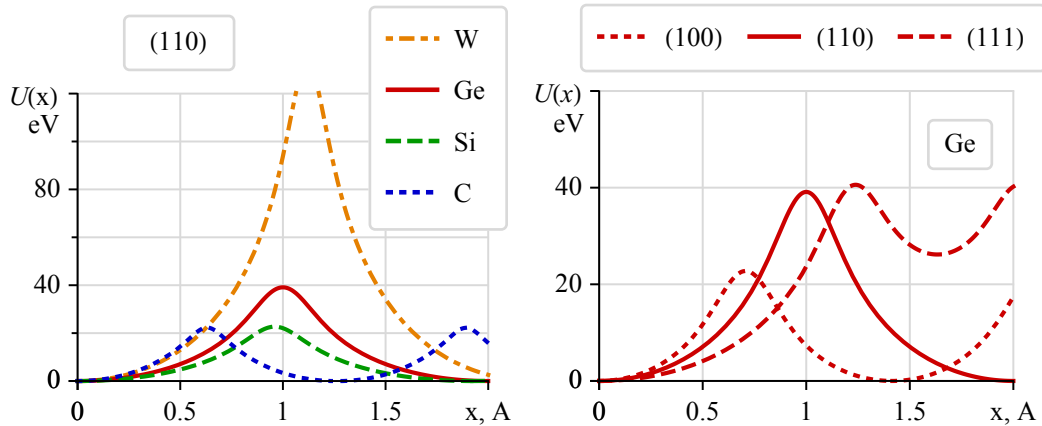 (110)
W
Ge
Si
C
U(x)
eV
80
40
0
0 0.5 1 1.5 x, A
(100) (110) (111)
U(x)
eV
Ge
40
20
0
0 0.5 1 1.5 x, A